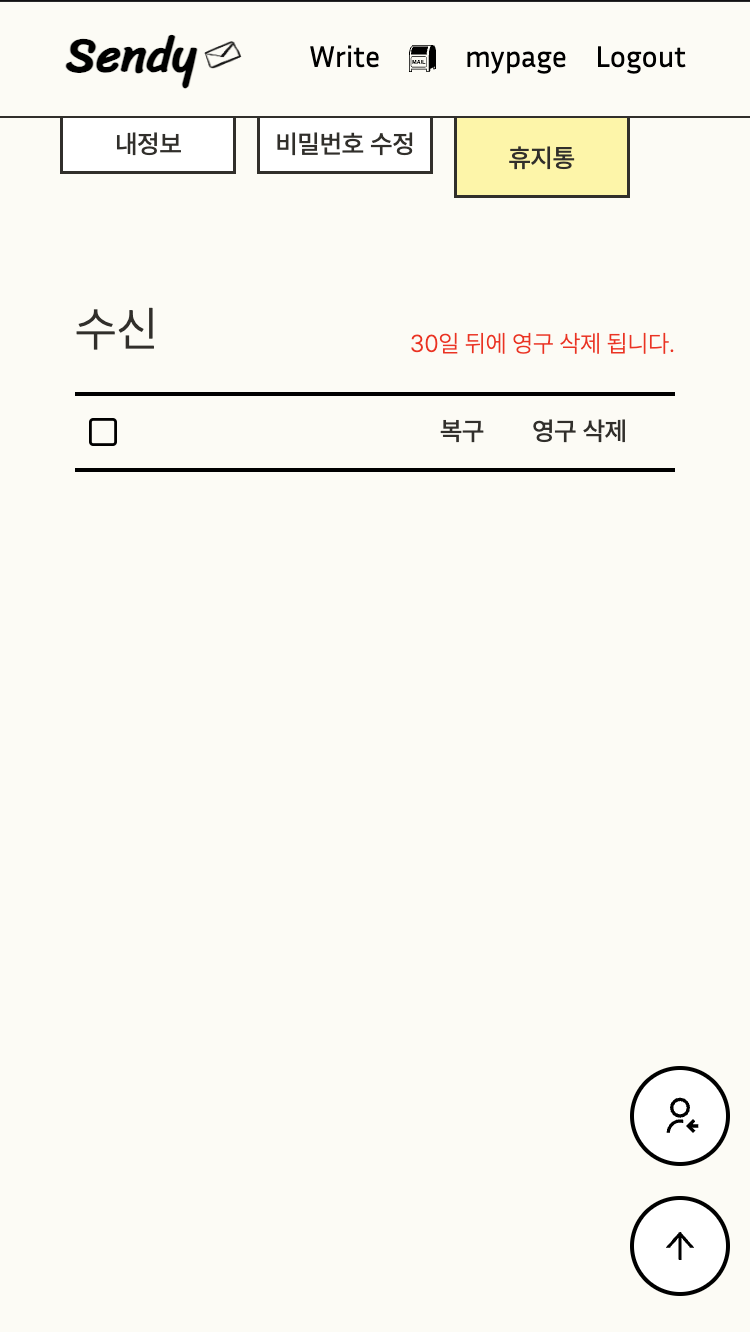 Sendy
Write MAIL mypage Logout
내정보 비밀번호 수정 휴지통
수신
30일 뒤에 영구 삭제 됩니다.
복구 영구 삭제